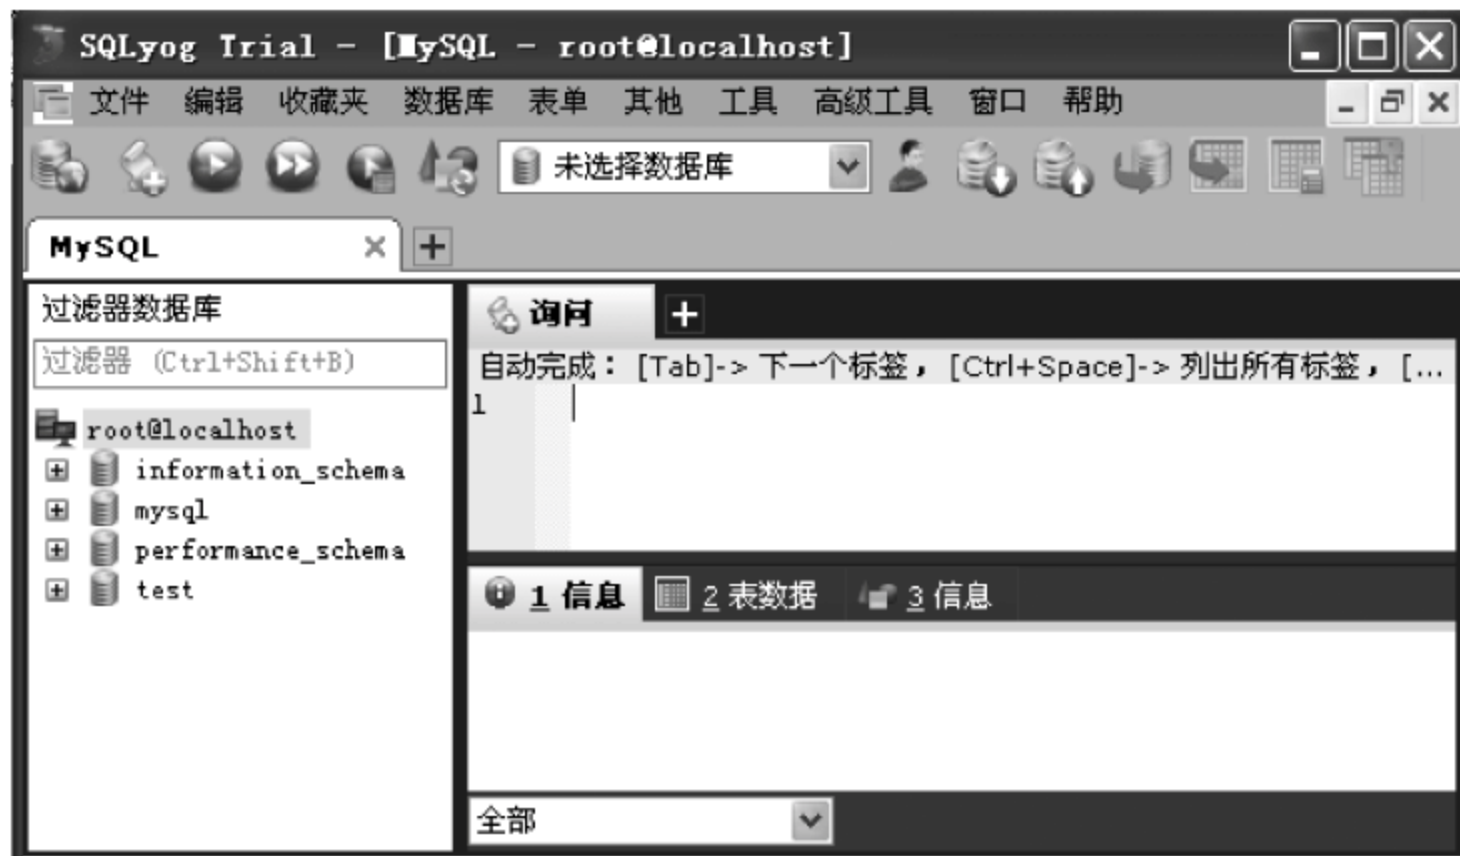 SQLyog Trial - [MySQL - root@localhost]
文件 编辑 收藏夹 数据库 表单 其他 工具 高级工具 窗口 帮助
未选择数据库
MySQL
过滤器数据库
过滤器 (Ctrl+Shift+B)
root@localhost
information_schema
mysql
performance_schema
test
询问
自动完成： [Tab]-> 下一个标签， [Ctrl+Space]-> 列出所有标签， [...
1
1 信息 2 表数据 3 信息
全部